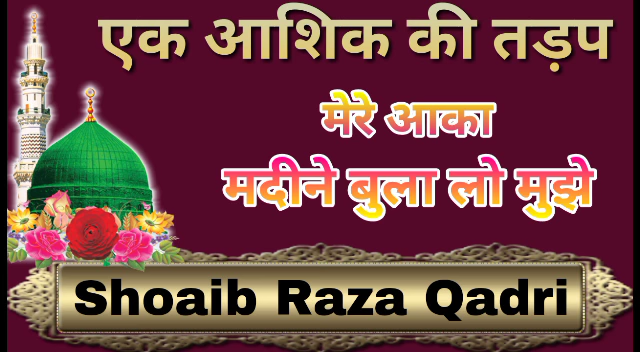 एक आशिक की तड़प
मेरे आका
मदीने बुला लो मुझे
Shoaib Raza Qadri